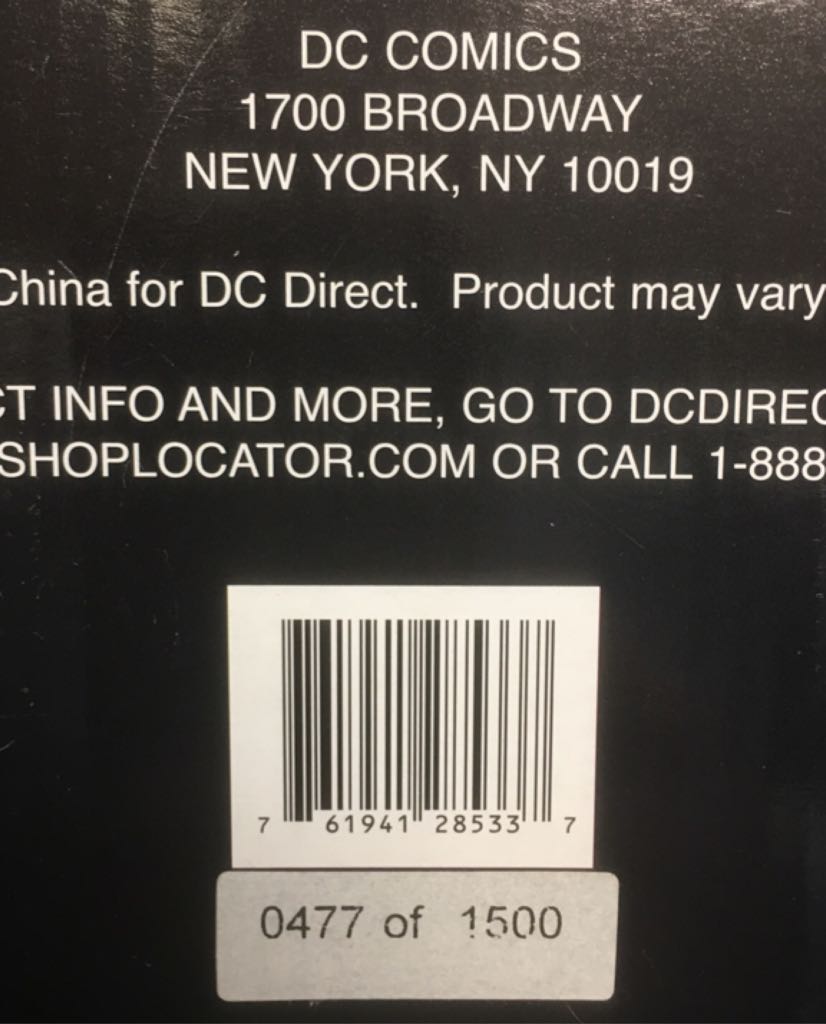 DC COMICS
1700 BROADWAY
NEW YORK, NY 10019
China for DC Direct. Product may vary
CT INFO AND MORE, GO TO DCDIREC
SHOPLOCATOR.COM OR CALL 1-888
7 61941 28533 7
0477 of 1500